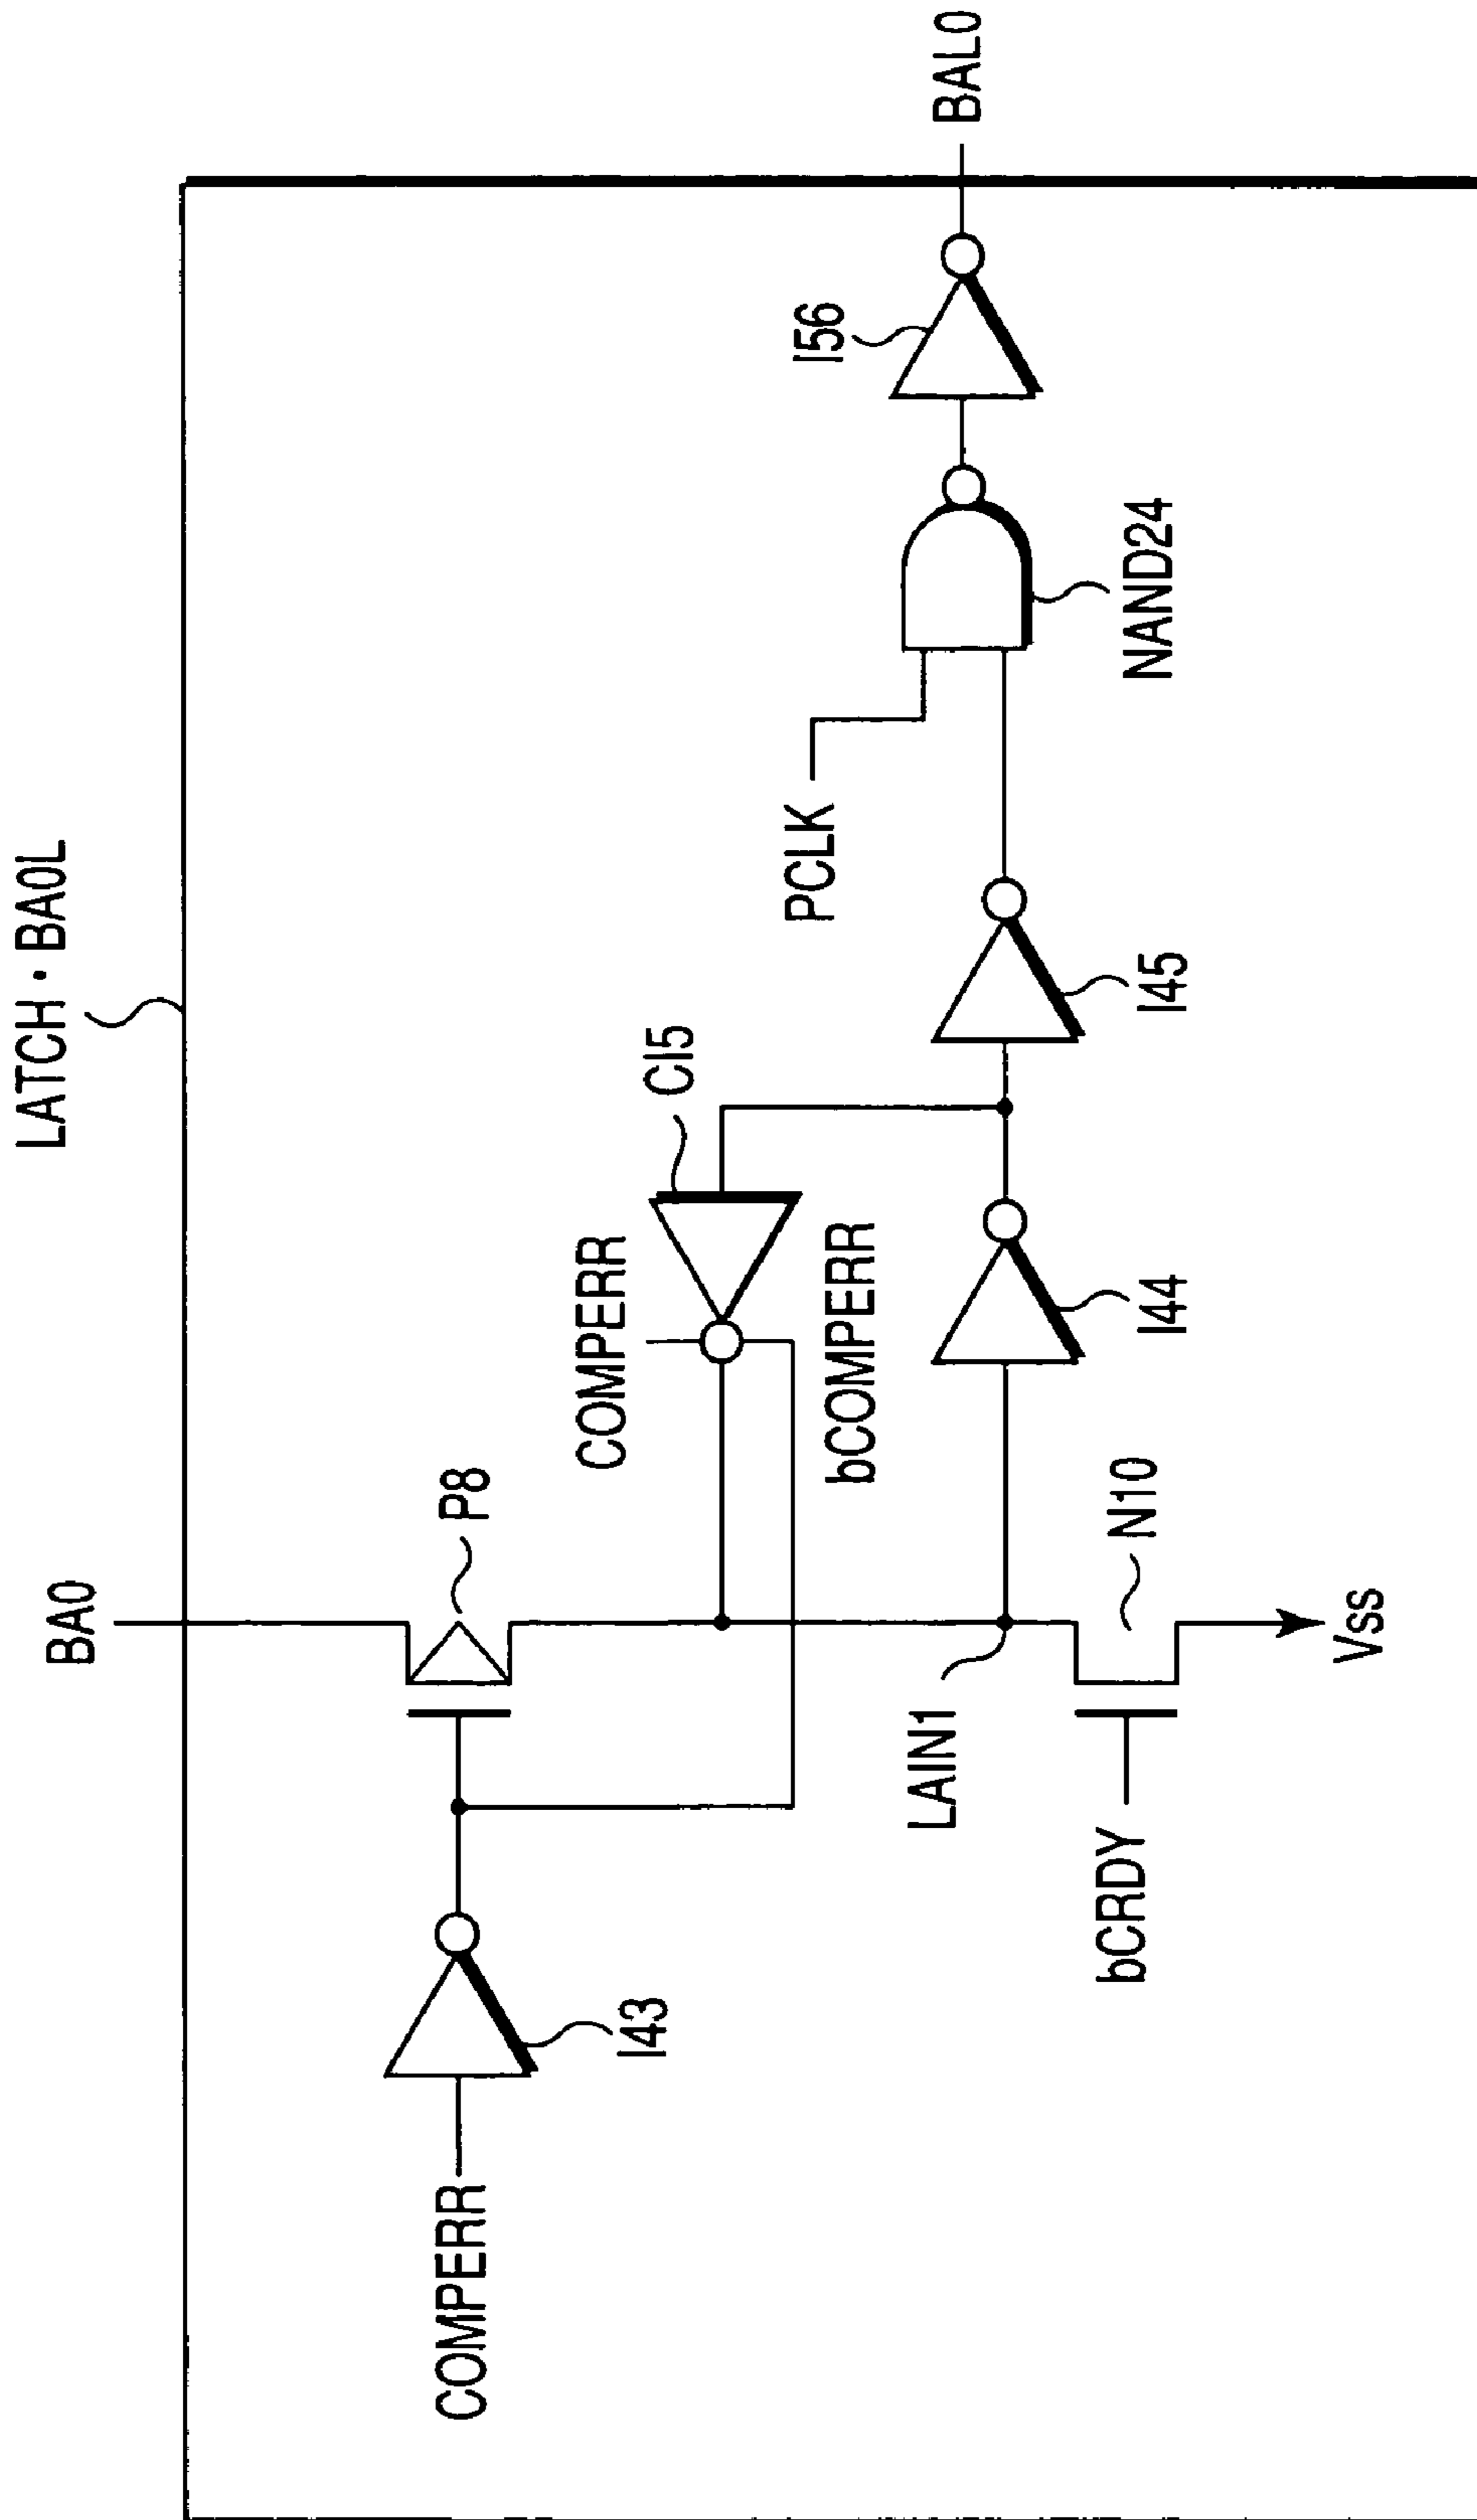 LATCH・BA0L
BA0
P8
COMPERR
I43
COMPERR
CI5
bCOMPERR
LAIN1
I44
I45
PCLK
NAND24
I56
BAL0
bCRDY
N10
Vss